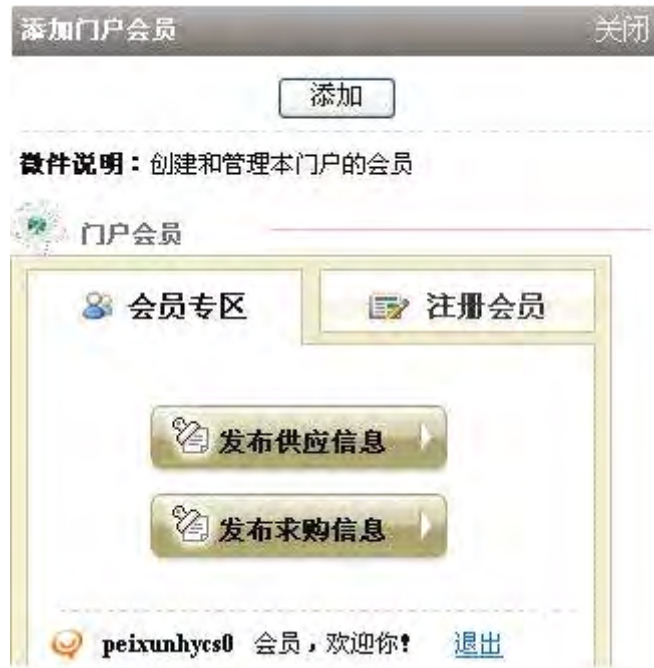 添加门户会员 关闭
添加
微件说明：创建和管理本门户的会员
门户会员
会员专区 注册会员
发布供应信息
发布求购信息
peixunhycs0 会员，欢迎你! 退出